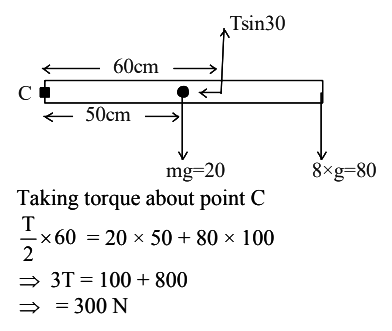 Tsin30
60cm
C
50cm
mg=20
8×g=80
Taking torque about point C
T/2 ×60 = 20 × 50 + 80 × 100
⇒ 3T = 100 + 800
⇒ = 300 N